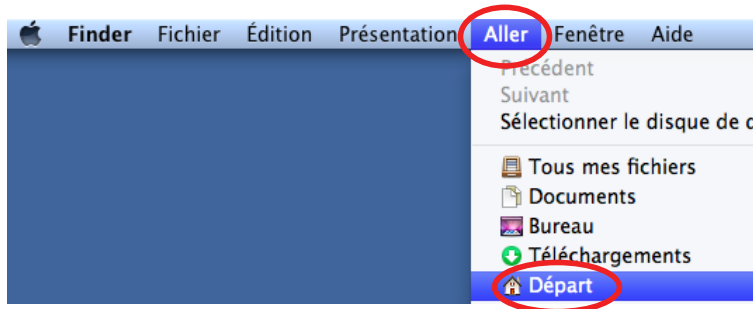 Finder Fichier Édition Présentation Aller Fenêtre Aide
Précédent
Suivant
Sélectionner le disque de
Tous mes fichiers
Documents
Bureau
Téléchargements
Départ